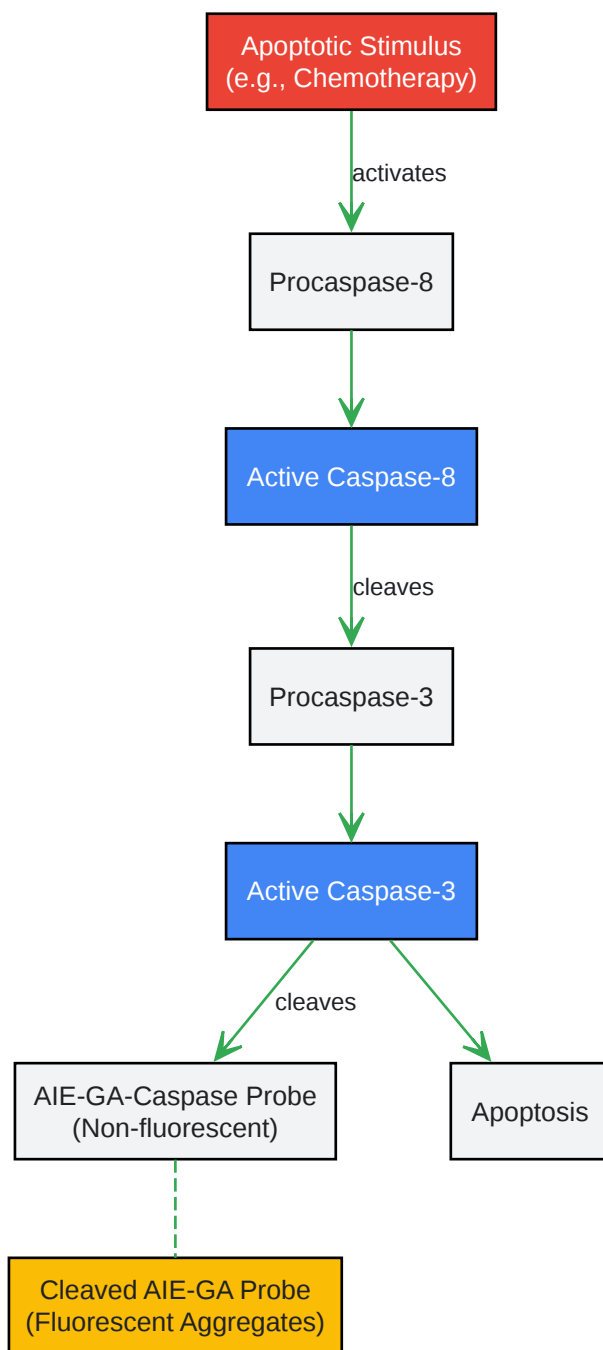 Apoptotic Stimulus
(e.g., Chemotherapy)
activates
Procaspase-8
Active Caspase-8
cleaves
Procaspase-3
Active Caspase-3
cleaves
AIE-GA-Caspase Probe
(Non-fluorescent)
Apoptosis
Cleaved AIE-GA Probe
(Fluorescent Aggregates)